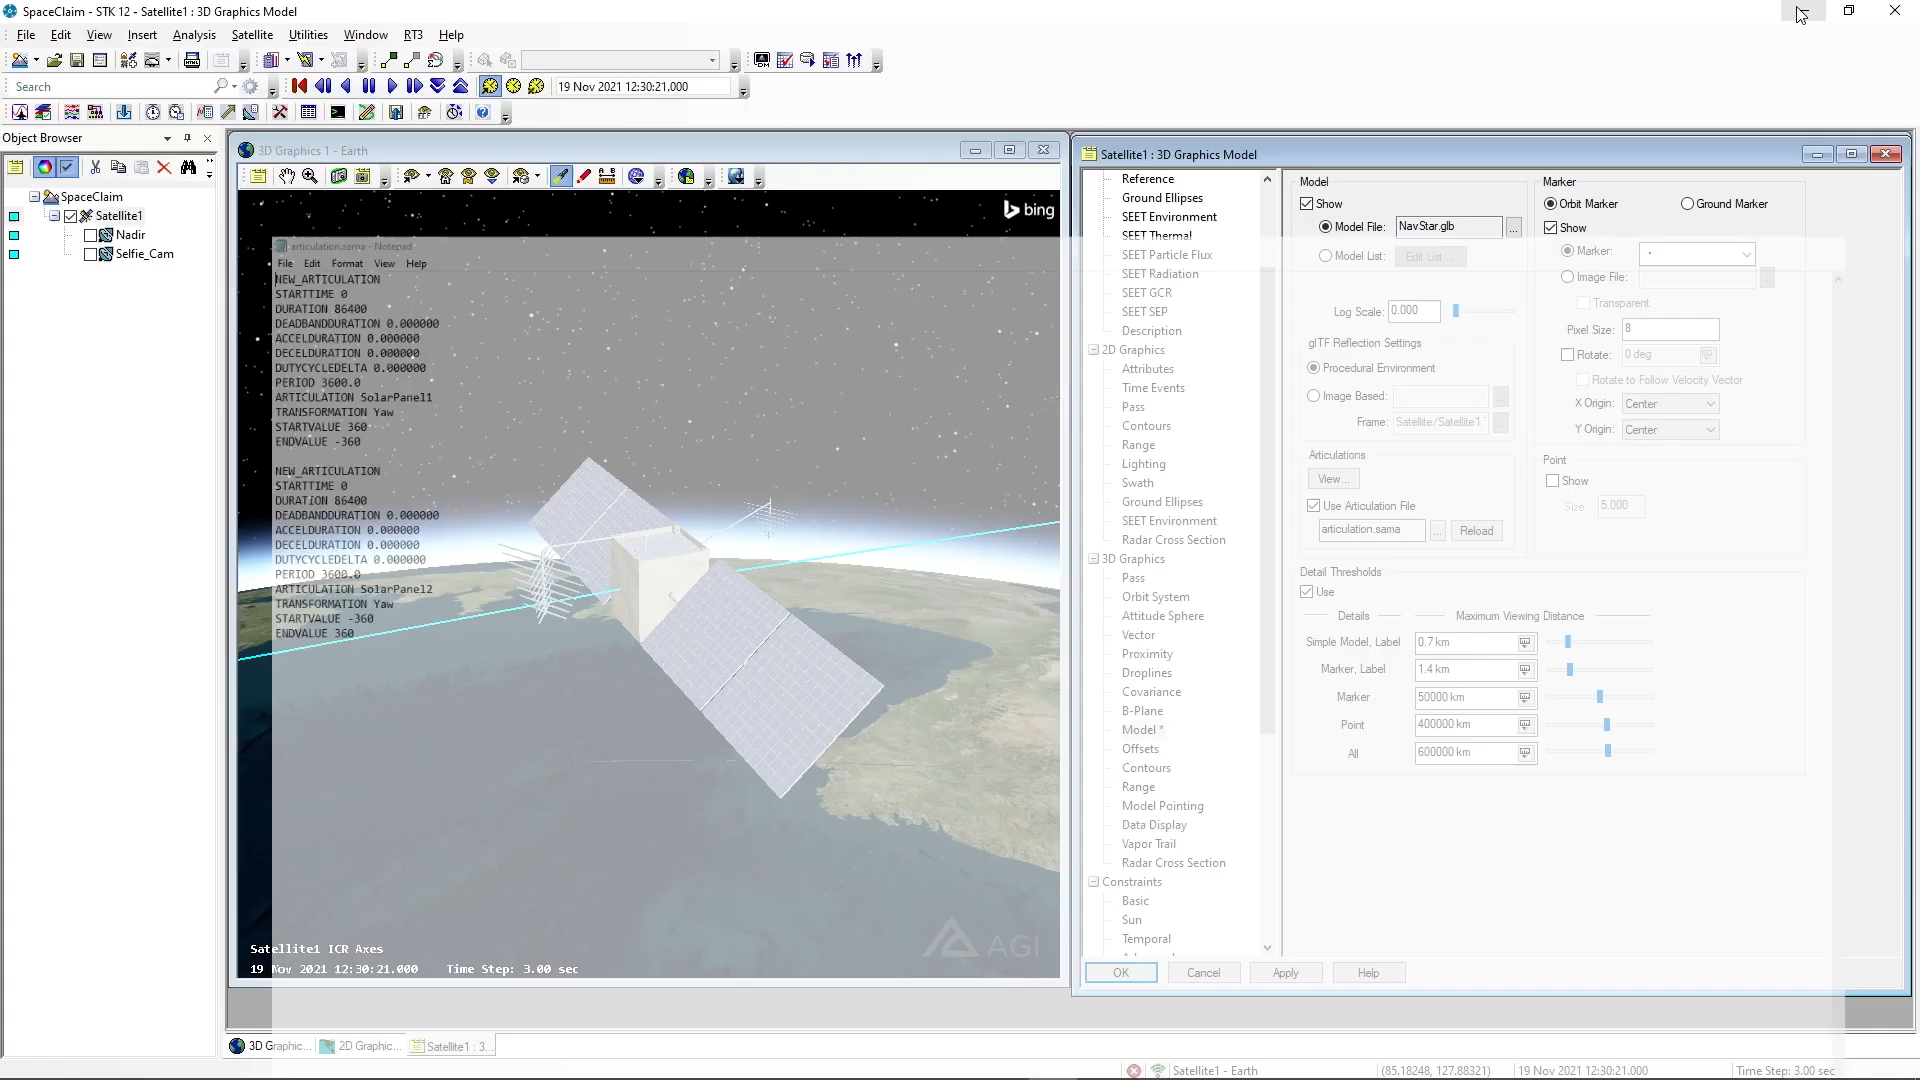 SpaceClaim - STK 12 - Satellite1 : 3D Graphics Model
File Edit View Insert Analysis Satellite Utilities Window RT3 Help
Search
19 Nov 2021 12:30:21.000
Object Browser
SpaceClaim
Satellite1
Nadir
Selfie_Cam
3D Graphics 1 - Earth
bing
articulation.sama - Notepad
File Edit Format View Help
NEW_ARTICULATION
STARTTIME 0
DURATION 86400
DEADBANDDURATION 0.000000
ACCELDURATION 0.000000
DECELDURATION 0.000000
DUTYCYCLEDELTA 0.000000
PERIOD 3600.0
ARTICULATION SolarPanel1
TRANSFORMATION Yaw
STARTVALUE 360
ENDVALUE -360
NEW_ARTICULATION
STARTTIME 0
DURATION 86400
DEADBANDDURATION 0.000000
ACCELDURATION 0.000000
DECELDURATION 0.000000
DUTYCYCLEDELTA 0.000000
PERIOD 3600.0
ARTICULATION SolarPanel2
TRANSFORMATION Yaw
STARTVALUE -360
ENDVALUE 360
AGI
Satellite1 ICR Axes
19 Nov 2021 12:30:21.000 Time Step: 3.00 sec
Satellite1 : 3D Graphics Model
Reference
Ground Ellipses
SEET Environment
SEET Thermal
SEET Particle Flux
SEET Radiation
SEET GCR
SEET SEP
Description
2D Graphics
Attributes
Time Events
Pass
Contours
Range
Lighting
Swath
Ground Ellipses
SEET Environment
Radar Cross Section
3D Graphics
Pass
Orbit System
Attitude Sphere
Vector
Proximity
Droplines
Covariance
B-Plane
Model *
Offsets
Contours
Range
Model Pointing
Data Display
Vapor Trail
Radar Cross Section
Constraints
Basic
Sun
Temporal
Model
Show
Model File: NavStar.glb ...
Model List: Edit List ...
Log Scale: 0.000
glTF Reflection Settings
Procedural Environment
Image Based: ...
Frame: Satellite/Satellite1 ...
Articulations
View...
Use Articulation File
articulation.sama ... Reload
Marker
Orbit Marker Ground Marker
Show
Marker:
Image File: ...
Transparent
Pixel Size: 8
Rotate: 0 deg
Rotate to Follow Velocity Vector
X Origin: Center
Y Origin: Center
Point
Show
Size: 5.000
Detail Thresholds
Use
Details Maximum Viewing Distance
Simple Model, Label 0.7 km
Marker, Label 1.4 km
Marker 50000 km
Point 400000 km
All 600000 km
OK Cancel Apply Help
3D Graphic... 2D Graphic... Satellite1 : 3...
Satellite1 - Earth (85.18248, 127.88321) 19 Nov 2021 12:30:21.000 Time Step: 3.00 sec